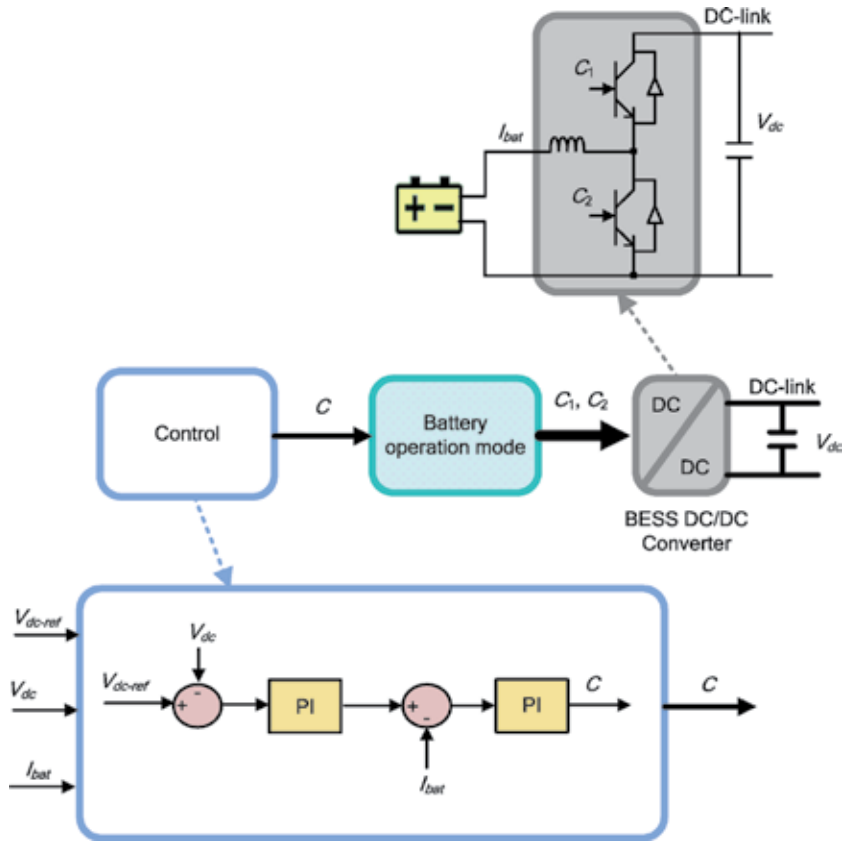 DC-link
C1
Vdc
Ibat
+ -
C2
Control
C
Battery
operation mode
C1, C2
DC
DC
DC-link
Vdc
BESS DC/DC
Converter
Vdc-ref
Vdc
Ibat
Vdc-ref
Vdc
-
+
PI
+
-
Ibat
PI
C
C